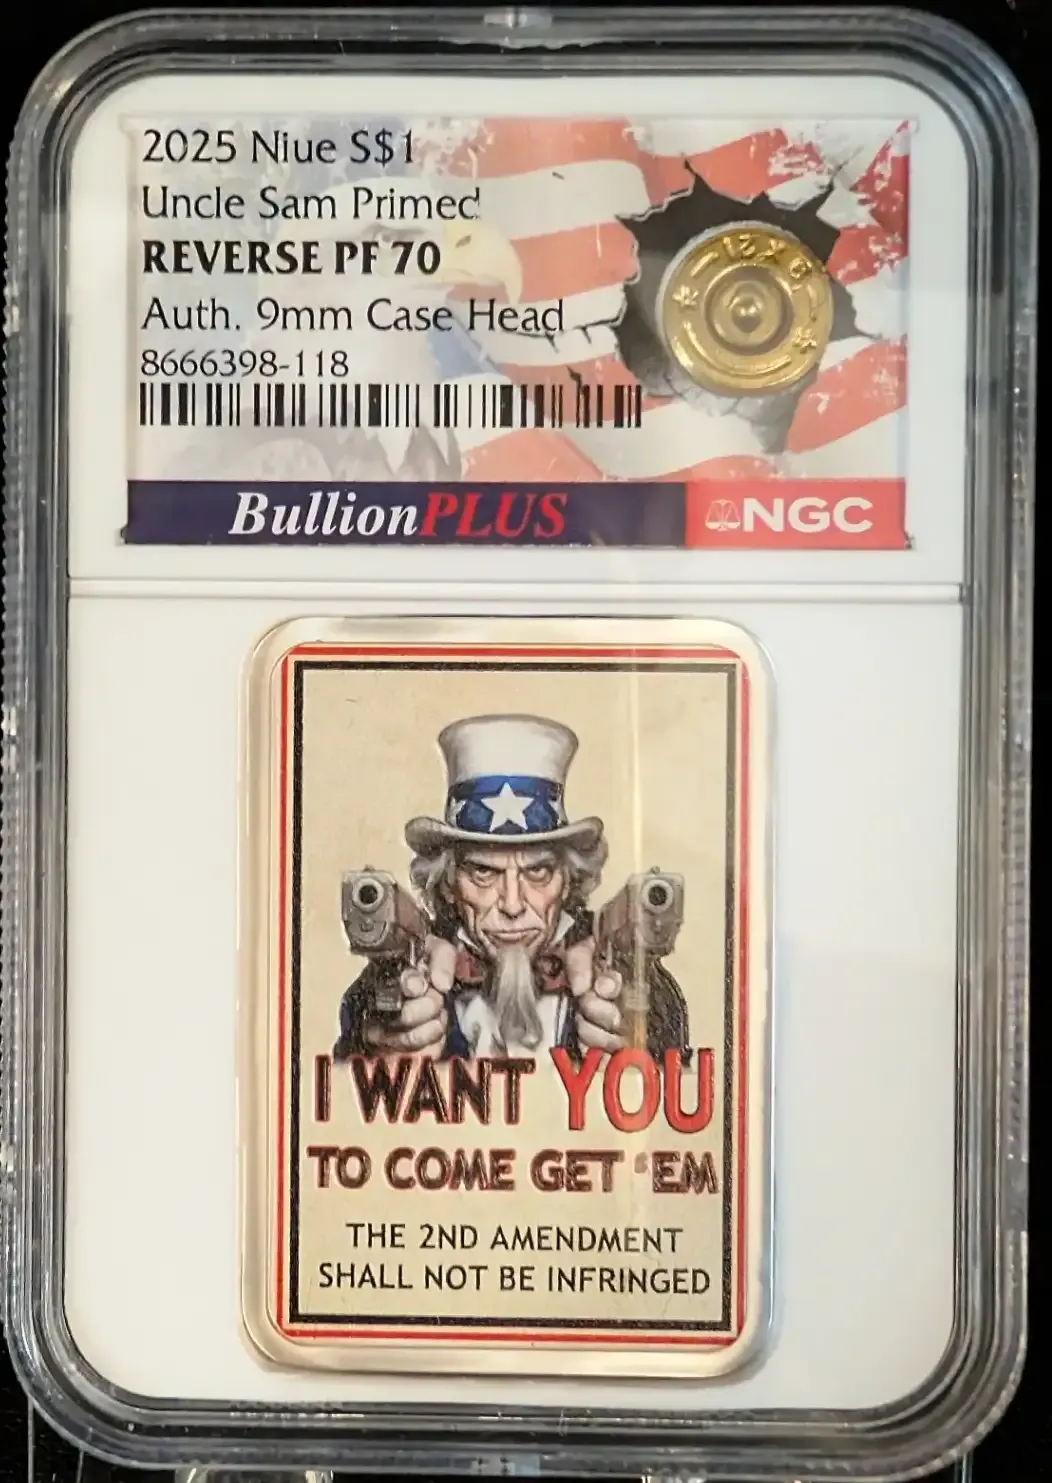 2025 Niue S$1
Uncle Sam Primed
REVERSE PF 70
Auth. 9mm Case Head
8666398-118
BullionPLUS
NGC
I WANT YOU
TO COME GET 'EM
THE 2ND AMENDMENT
SHALL NOT BE INFRINGED